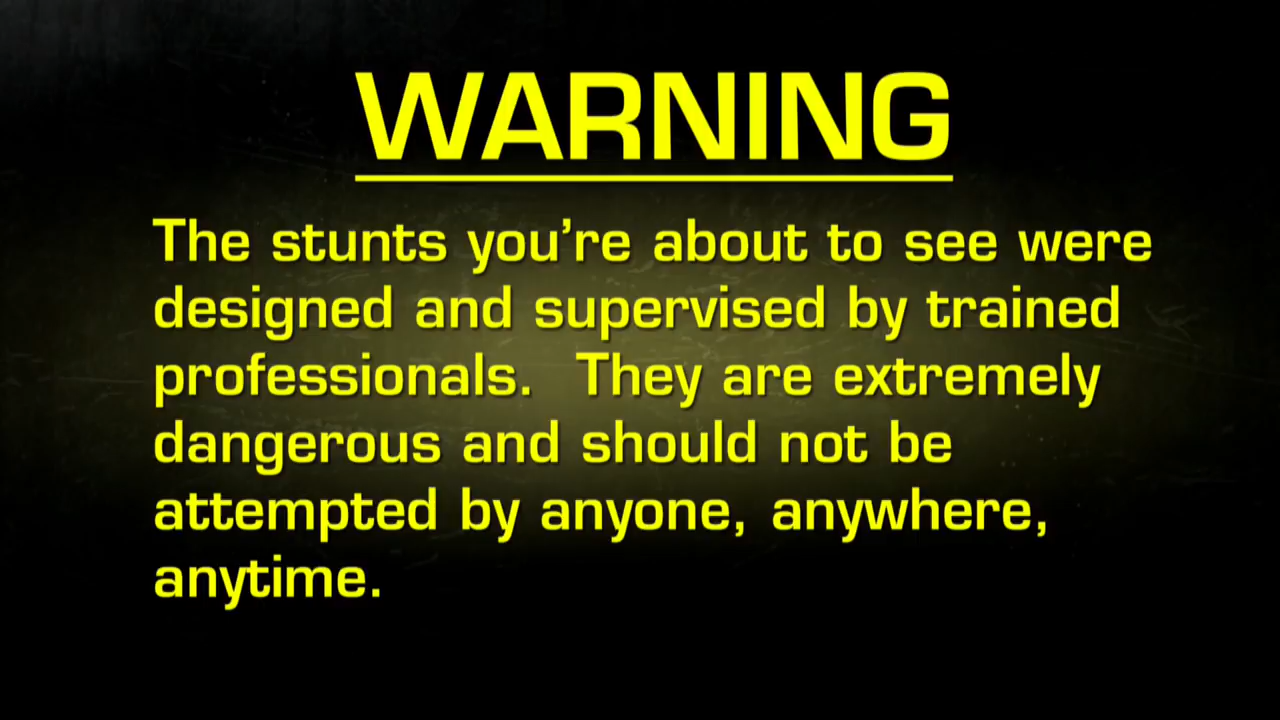 WARNING
The stunts you’re about to see were
designed and supervised by trained
professionals.  They are extremely
dangerous and should not be
attempted by anyone, anywhere,
anytime.